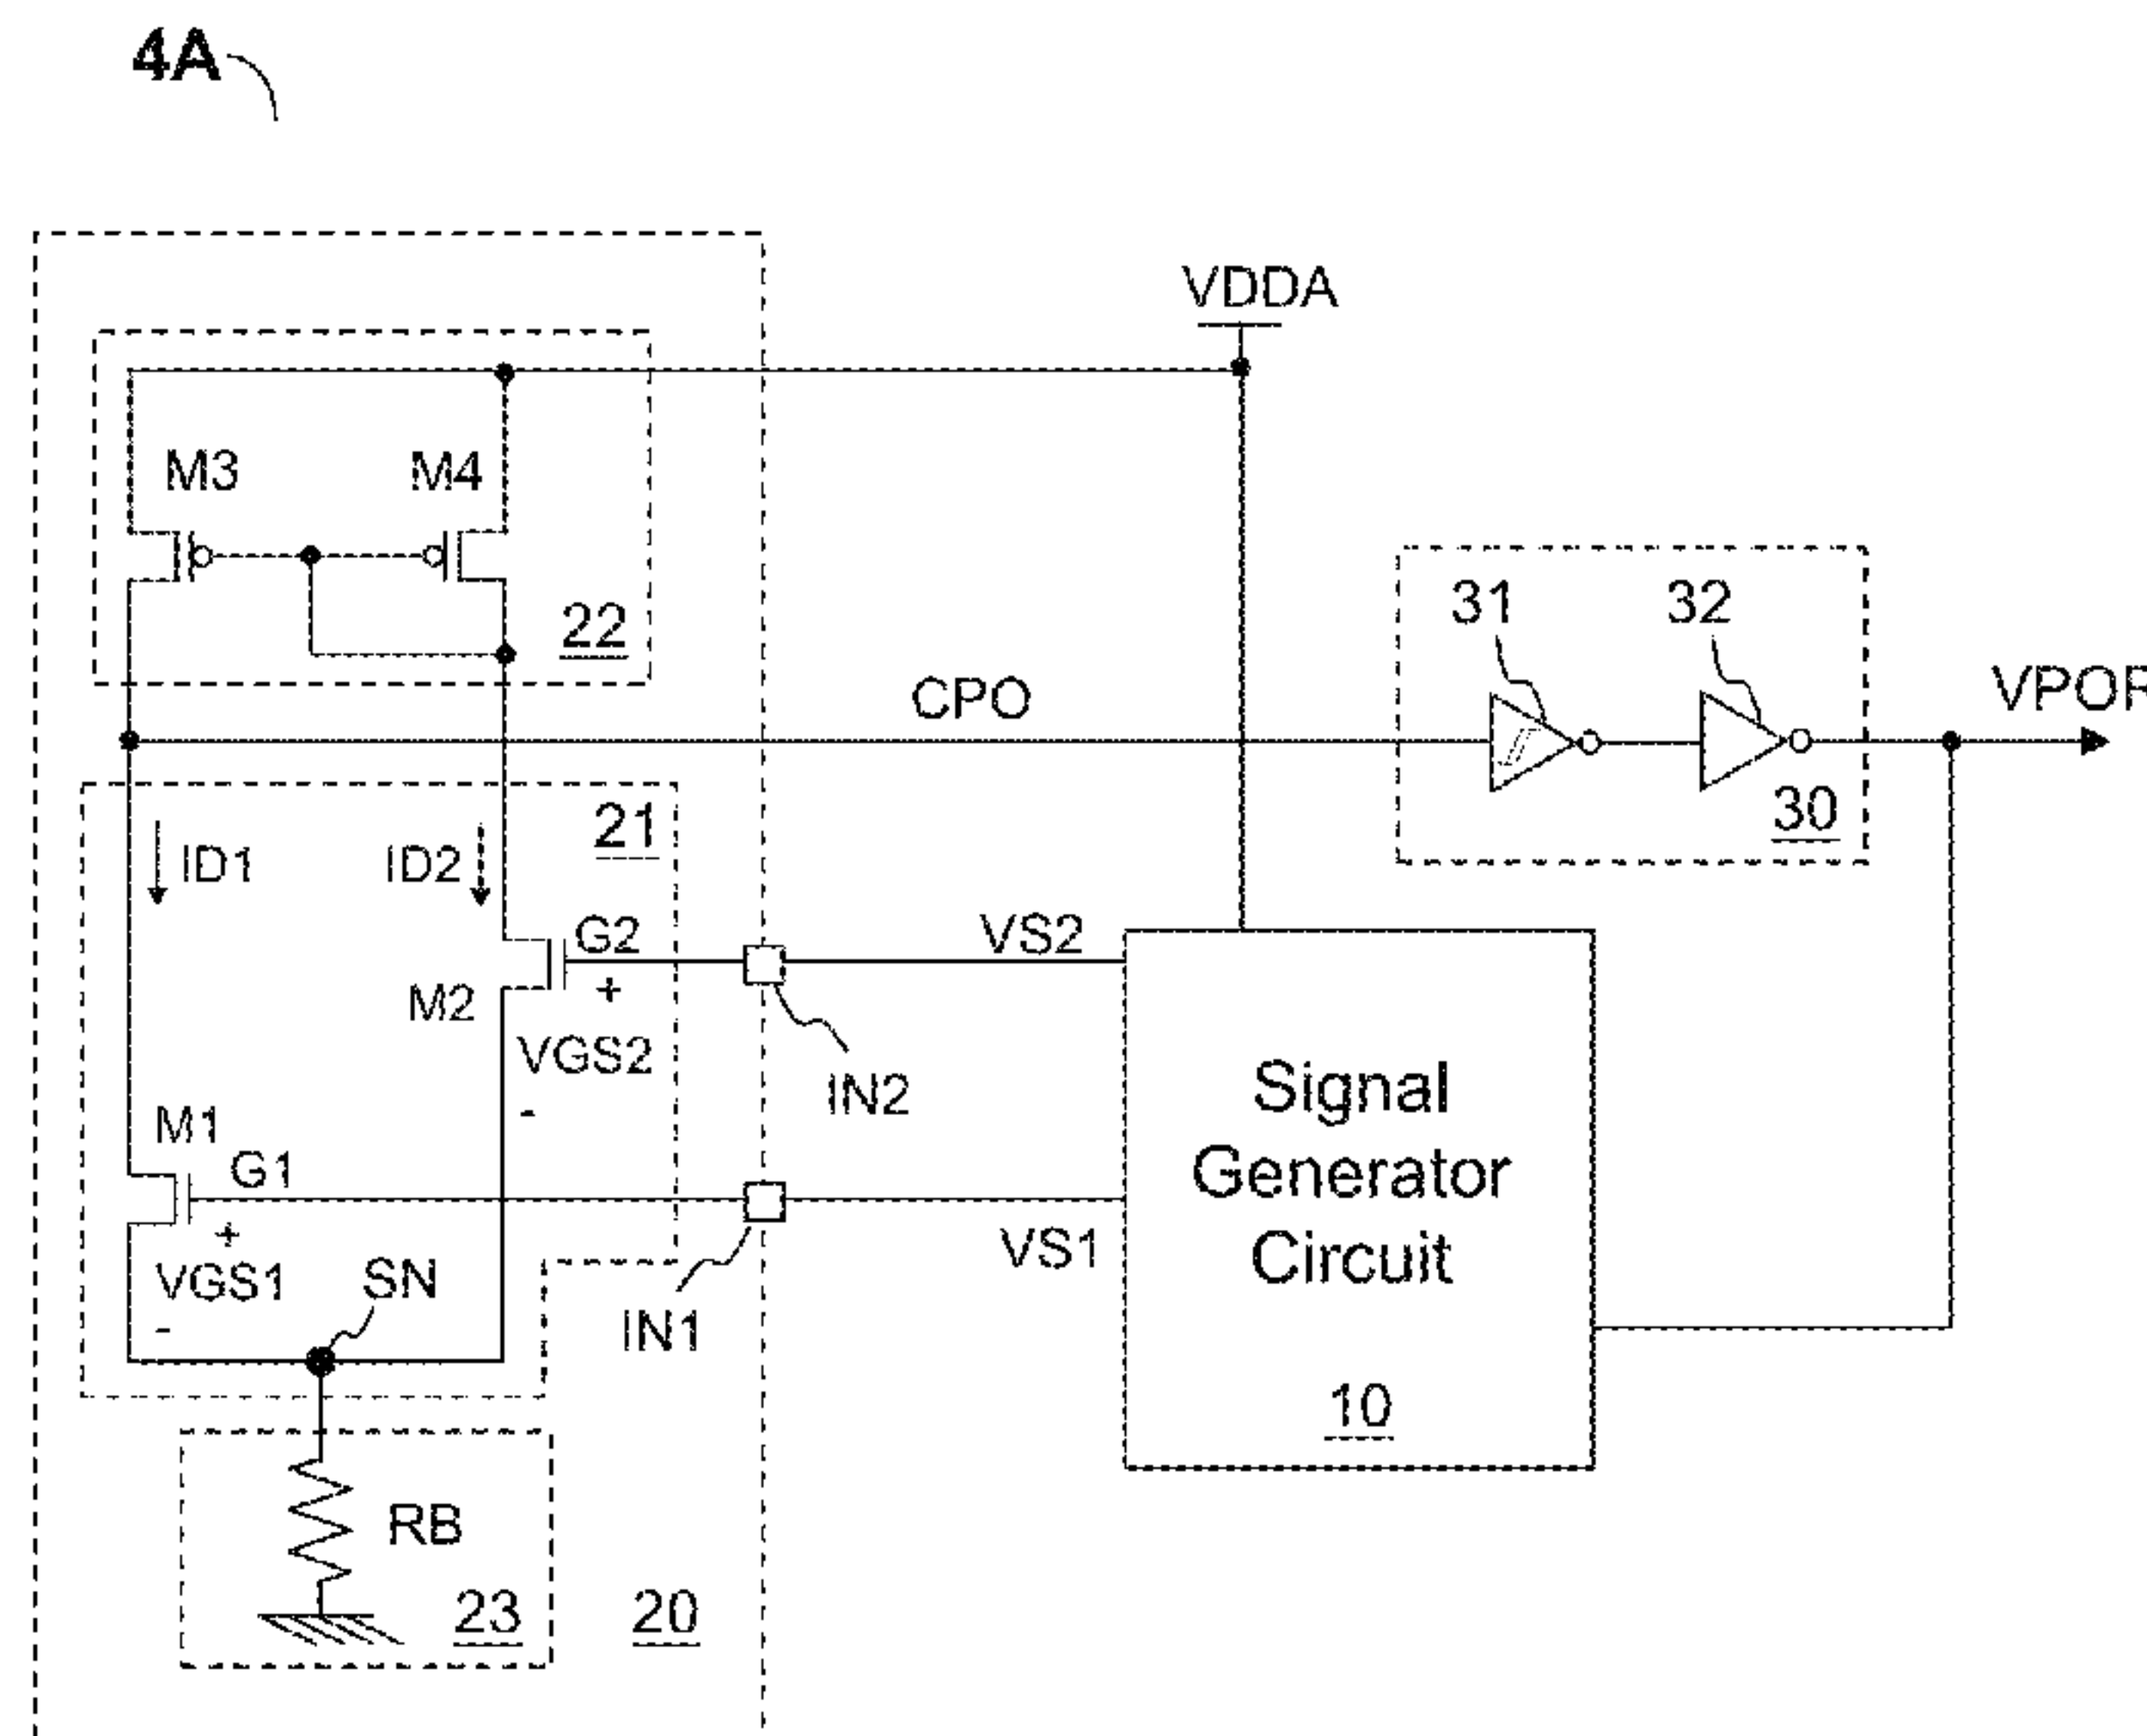 4A
VDDA
M3
M4
22
CPO
31
32
VPOR
30
21
ID1
ID2
G2
+
VGS2
-
M2
VS2
IN2
M1
G1
+
VGS1
-
SN
IN1
VS1
Signal
Generator
Circuit
10
RB
23
20